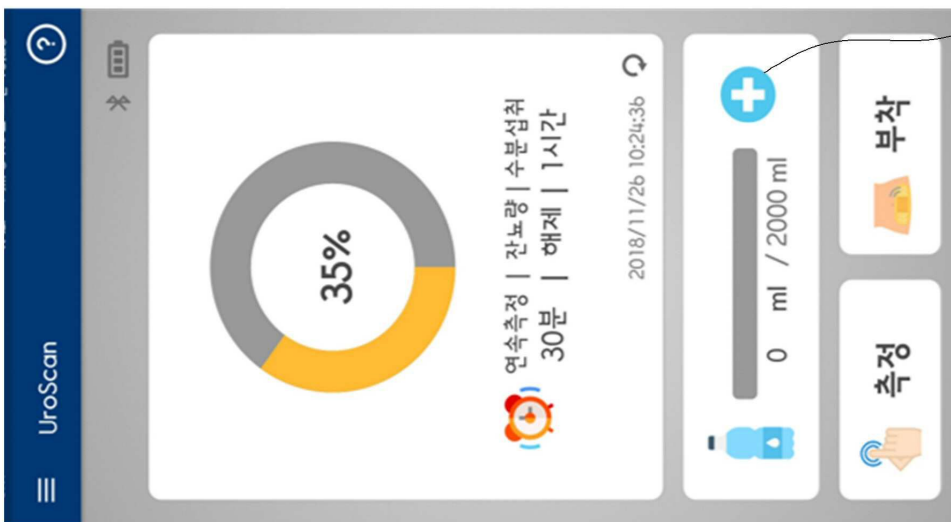 UroScan
?
35%
연속측정 | 잔뇨량 | 수분섭취
30분 | 해제 | 1시간
2018/11/26 10:24:36
0 ml / 2000 ml
측정
부착